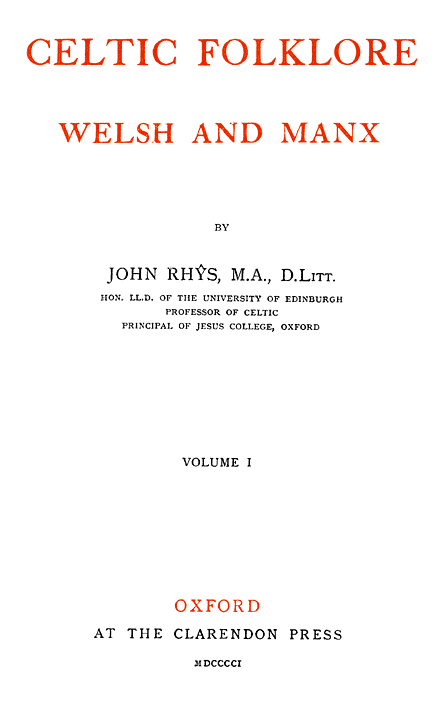 CELTIC FOLKLORE
WELSH AND MANX
BY
JOHN RHŶS, M.A., D.LITT.
HON. LL.D. OF THE UNIVERSITY OF EDINBURGH
PROFESSOR OF CELTIC
PRINCIPAL OF JESUS COLLEGE, OXFORD
VOLUME I
OXFORD
AT THE CLARENDON PRESS
MDCCCCI